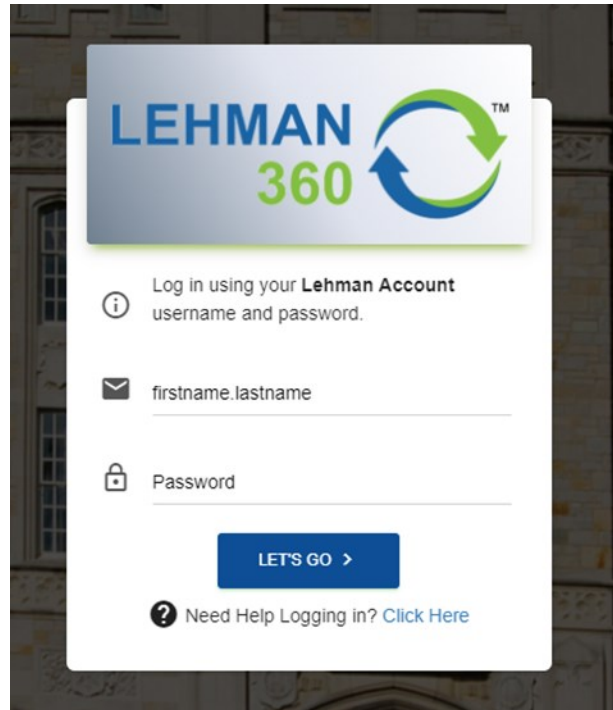 LEHMAN
360
TM
Log in using your Lehman Account
username and password.
firstname.lastname
Password
LET'S GO >
Need Help Logging in? Click Here